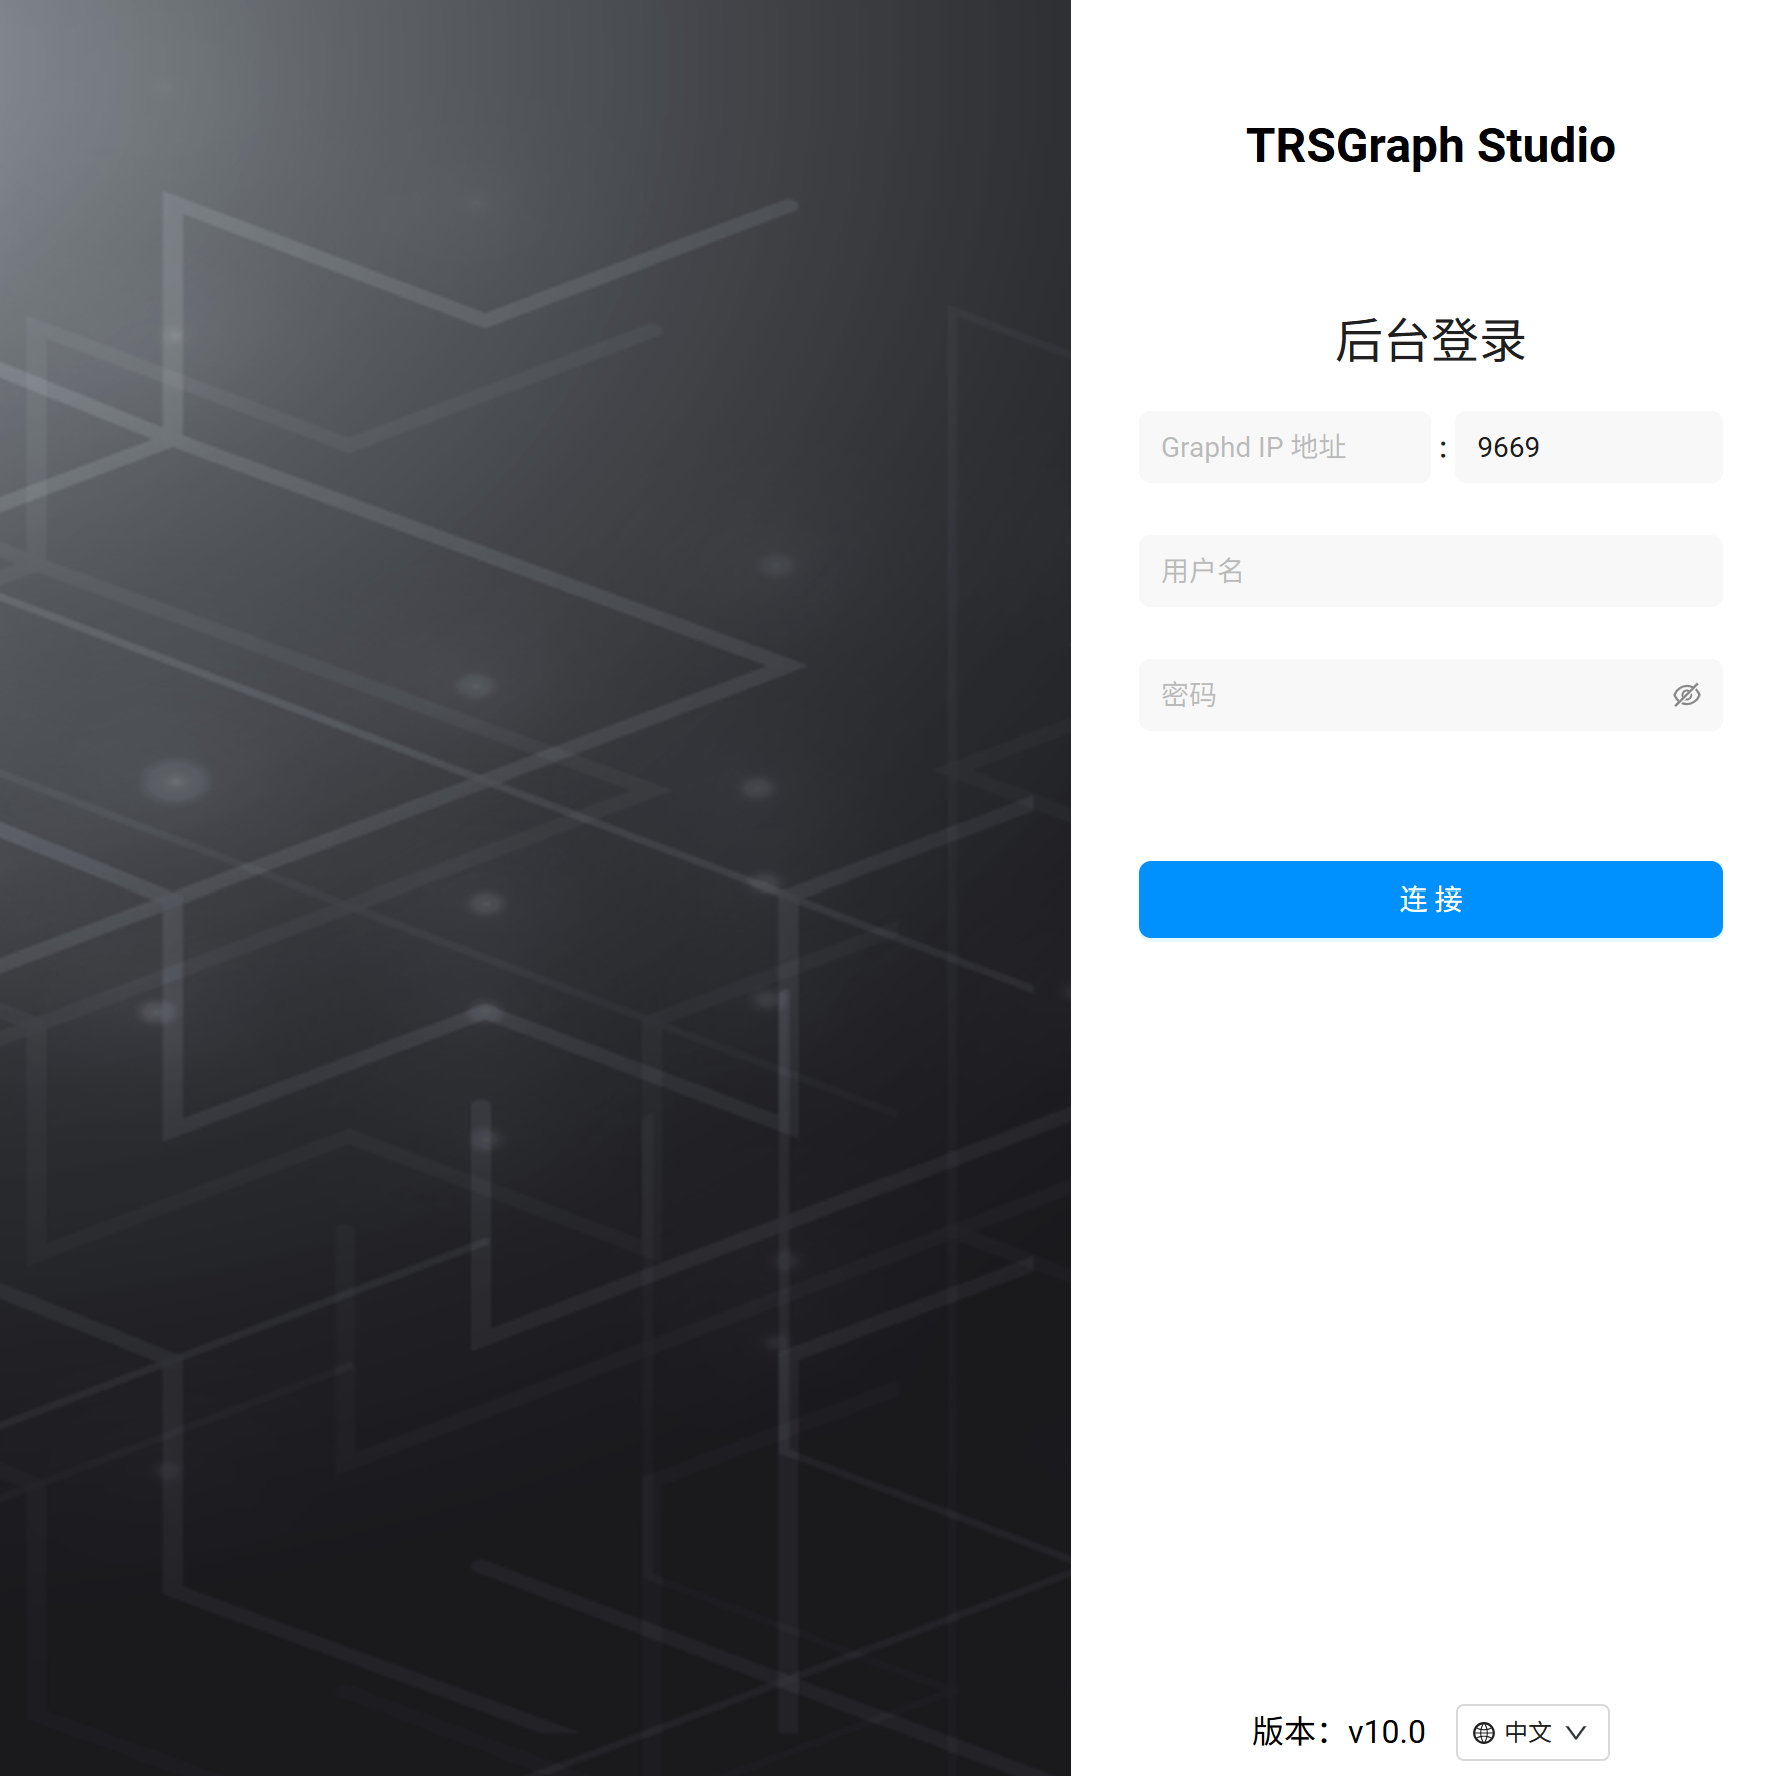 TRSGraph Studio
后台登录
Graphd IP 地址 : 9669
用户名
密码
连 接
版本：v10.0 中文